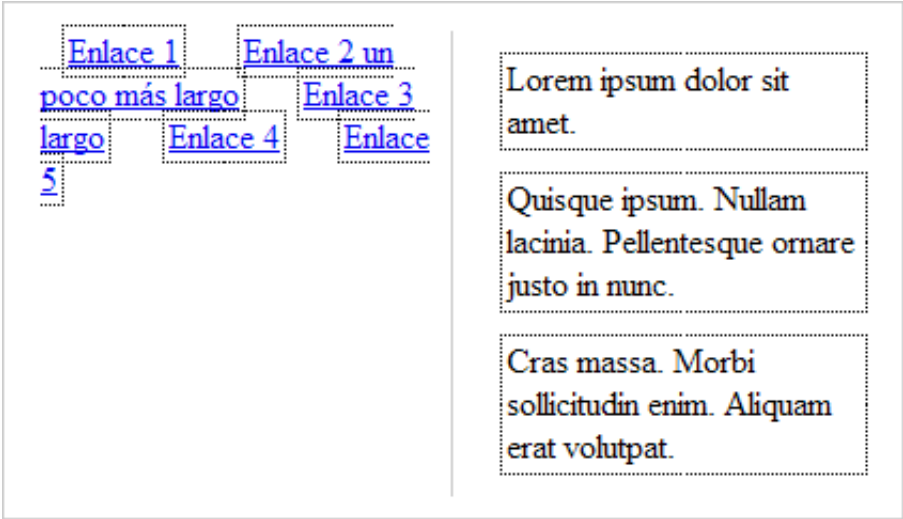 Enlace 1 Enlace 2 un
poco más largo Enlace 3
largo Enlace 4 Enlace
5
Lorem ipsum dolor sit
amet.
Quisque ipsum. Nullam
lacinia. Pellentesque ornare
justo in nunc.
Cras massa. Morbi
sollicitudin enim. Aliquam
erat volutpat.